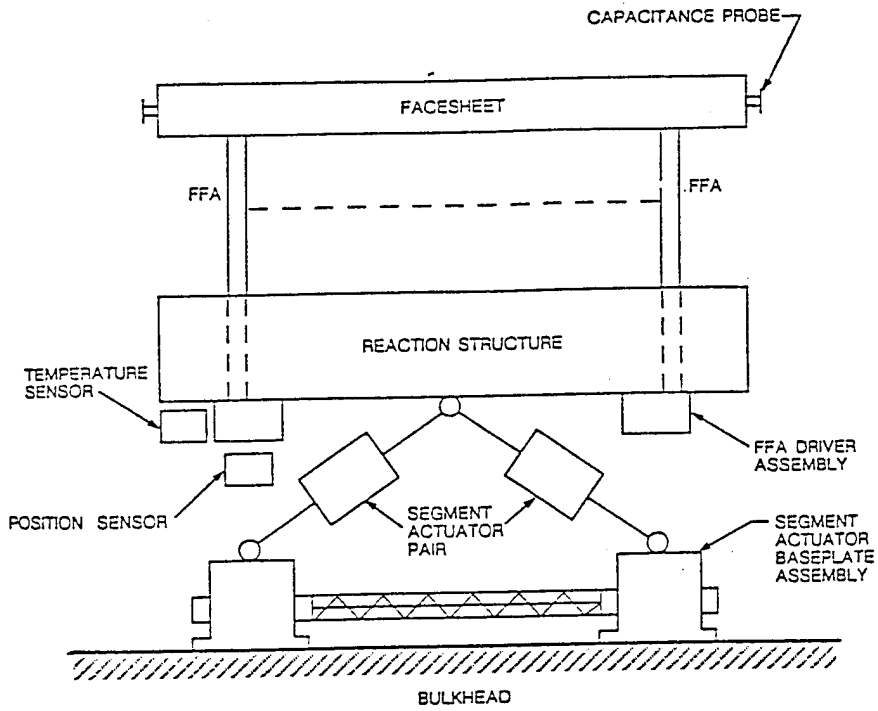 CAPACITANCE PROBE
FACESHEET
FFA
FFA
REACTION STRUCTURE
TEMPERATURE
SENSOR
FFA DRIVER
ASSEMBLY
POSITION SENSOR
SEGMENT
ACTUATOR
PAIR
SEGMENT
ACTUATOR
BASEPLATE
ASSEMBLY
BULKHEAD